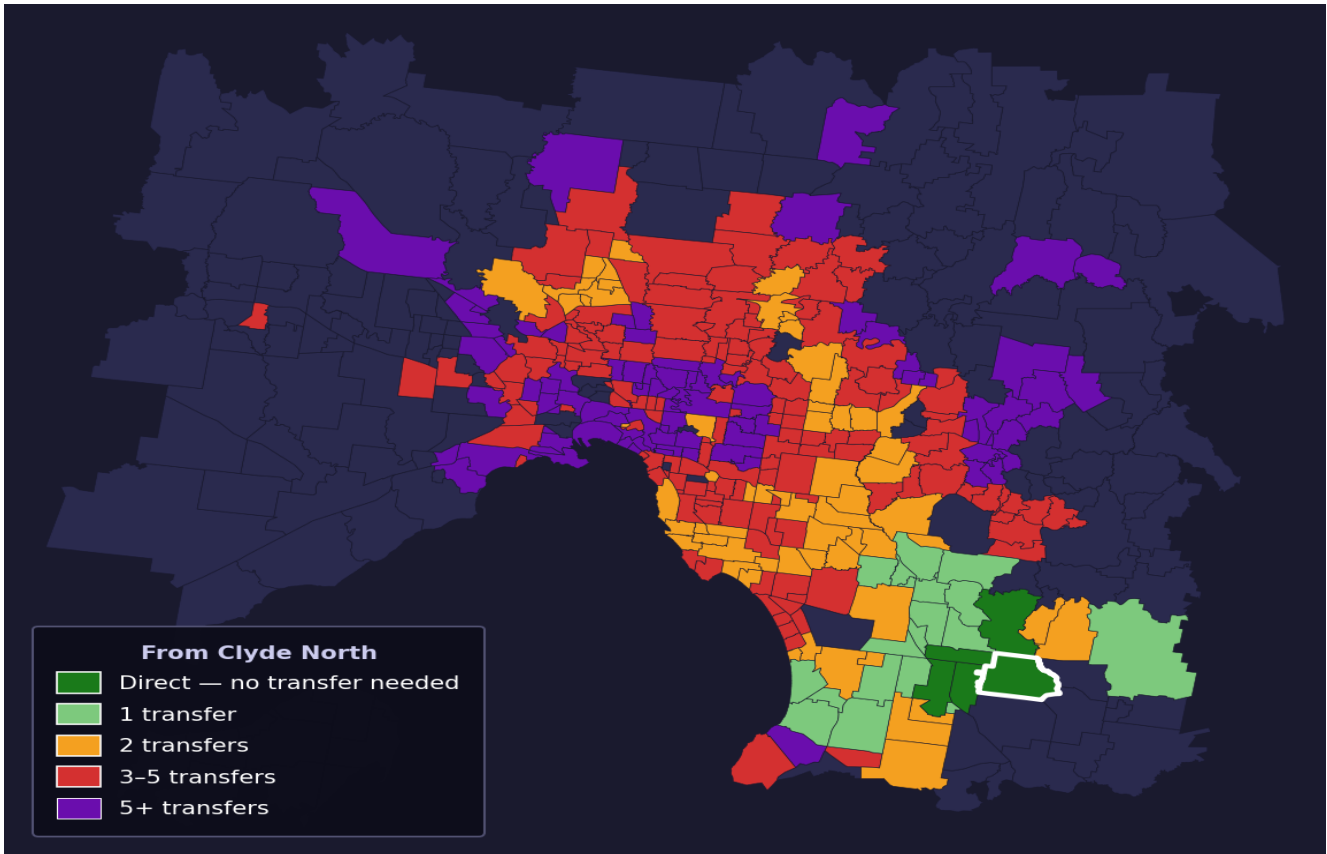 From Clyde North
Direct — no transfer needed
1 transfer
2 transfers
3–5 transfers
5+ transfers